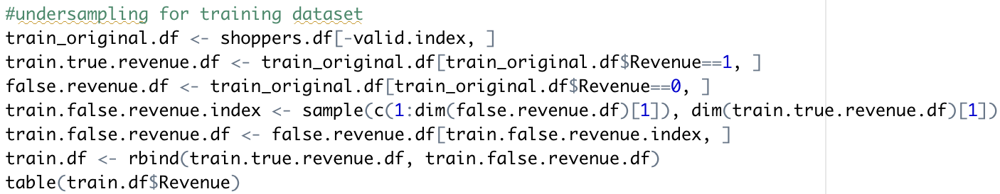 #undersampling for training dataset
train_original.df <- shoppers.df[-valid.index, ]
train.true.revenue.df <- train_original.df[train_original.df$Revenue==1, ]
false.revenue.df <- train_original.df[train_original.df$Revenue==0, ]
train.false.revenue.index <- sample(c(1:dim(false.revenue.df)[1]), dim(train.true.revenue.df)[1])
train.false.revenue.df <- false.revenue.df[train.false.revenue.index, ]
train.df <- rbind(train.true.revenue.df, train.false.revenue.df)
table(train.df$Revenue)